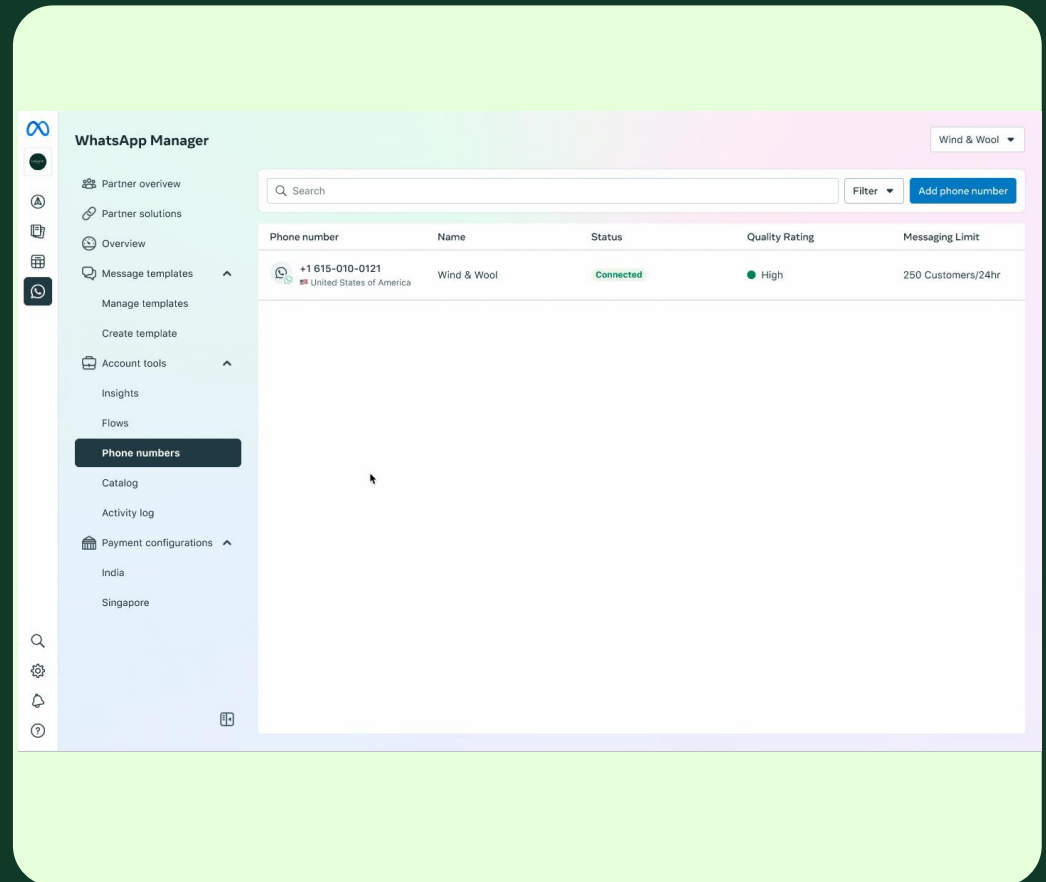 WhatsApp Manager
Wind & Wool
Partner overivew
Partner solutions
Overview
Message templates
Manage templates
Create template
Account tools
Insights
Flows
Phone numbers
Catalog
Activity log
Payment configurations
India
Singapore
Search
Filter
Add phone number
Phone number Name Status Quality Rating Messaging Limit
+1 615-010-0121
United States of America
Wind & Wool Connected High 250 Customers/24hr